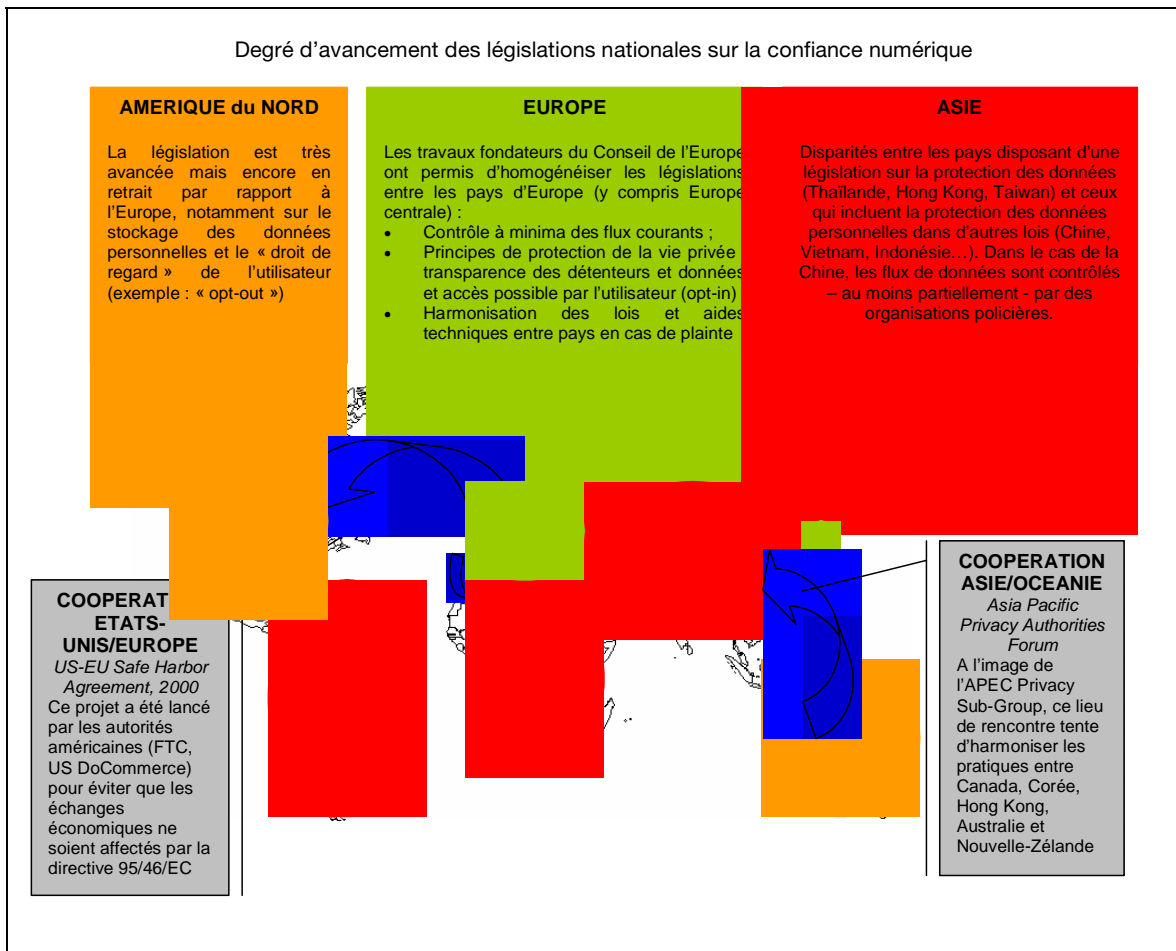 Degré d’avancement des législations nationales sur la confiance numérique
AMERIQUE du NORD
La législation est très
avancée mais encore en
retrait par rapport à
l’Europe, notamment sur le
stockage des données
personnelles et le « droit de
regard » de l’utilisateur
(exemple : « opt-out »)
EUROPE
Les travaux fondateurs du Conseil de l’Europe
ont permis d’homogénéiser les législations
entre les pays d’Europe (y compris Europe
centrale) :
• Contrôle à minima des flux courants ;
• Principes de protection de la vie privée
transparence des détenteurs et données
et accès possible par l’utilisateur (opt-in)
• Harmonisation des lois et aides
techniques entre pays en cas de plainte
ASIE
Disparités entre les pays disposant d’une
législation sur la protection des données
(Thaïlande, Hong Kong, Taiwan) et ceux
qui incluent la protection des données
personnelles dans d’autres lois (Chine,
Vietnam, Indonésie…). Dans le cas de la
Chine, les flux de données sont contrôlés
– au moins partiellement - par des
organisations policières.
COOPERAT
ETATS-
UNIS/EUROPE
US-EU Safe Harbor
Agreement, 2000
Ce projet a été lancé
par les autorités
américaines (FTC,
US DoCommerce)
pour éviter que les
échanges
économiques ne
soient affectés par la
directive 95/46/EC
COOPERATION
ASIE/OCEANIE
Asia Pacific
Privacy Authorities
Forum
A l’image de
l’APEC Privacy
Sub-Group, ce lieu
de rencontre tente
d’harmoniser les
pratiques entre
Canada, Corée,
Hong Kong,
Australie et
Nouvelle-Zélande